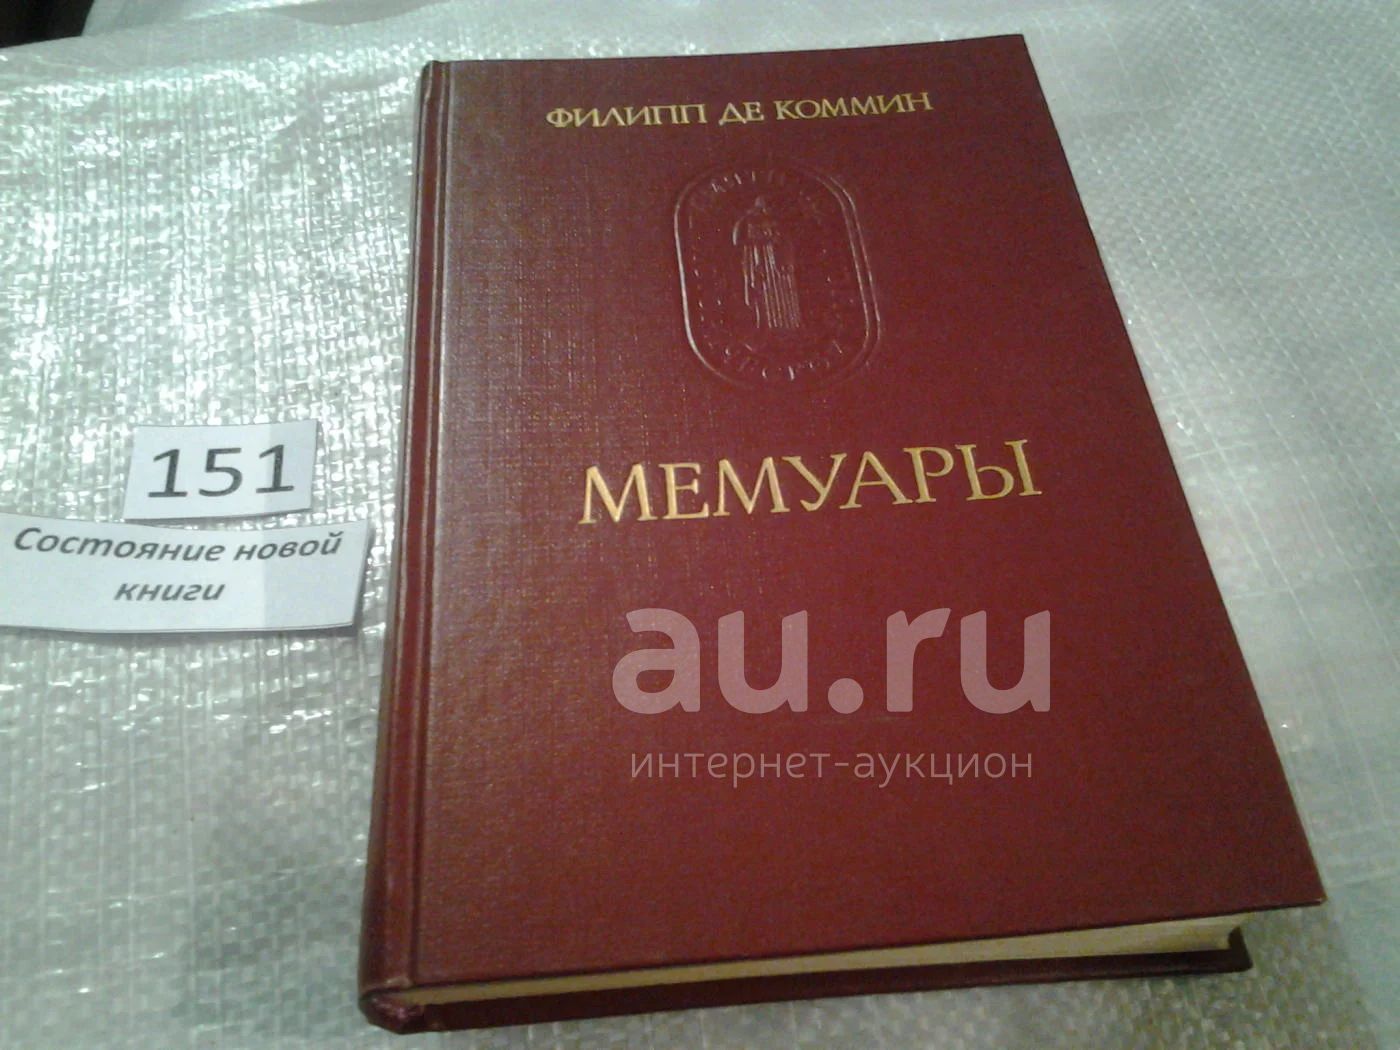 ФИЛИПП ДЕ КОММИН
МЕМУАРЫ
151
Состояние новой
книги
au.ru
интернет-аукцион